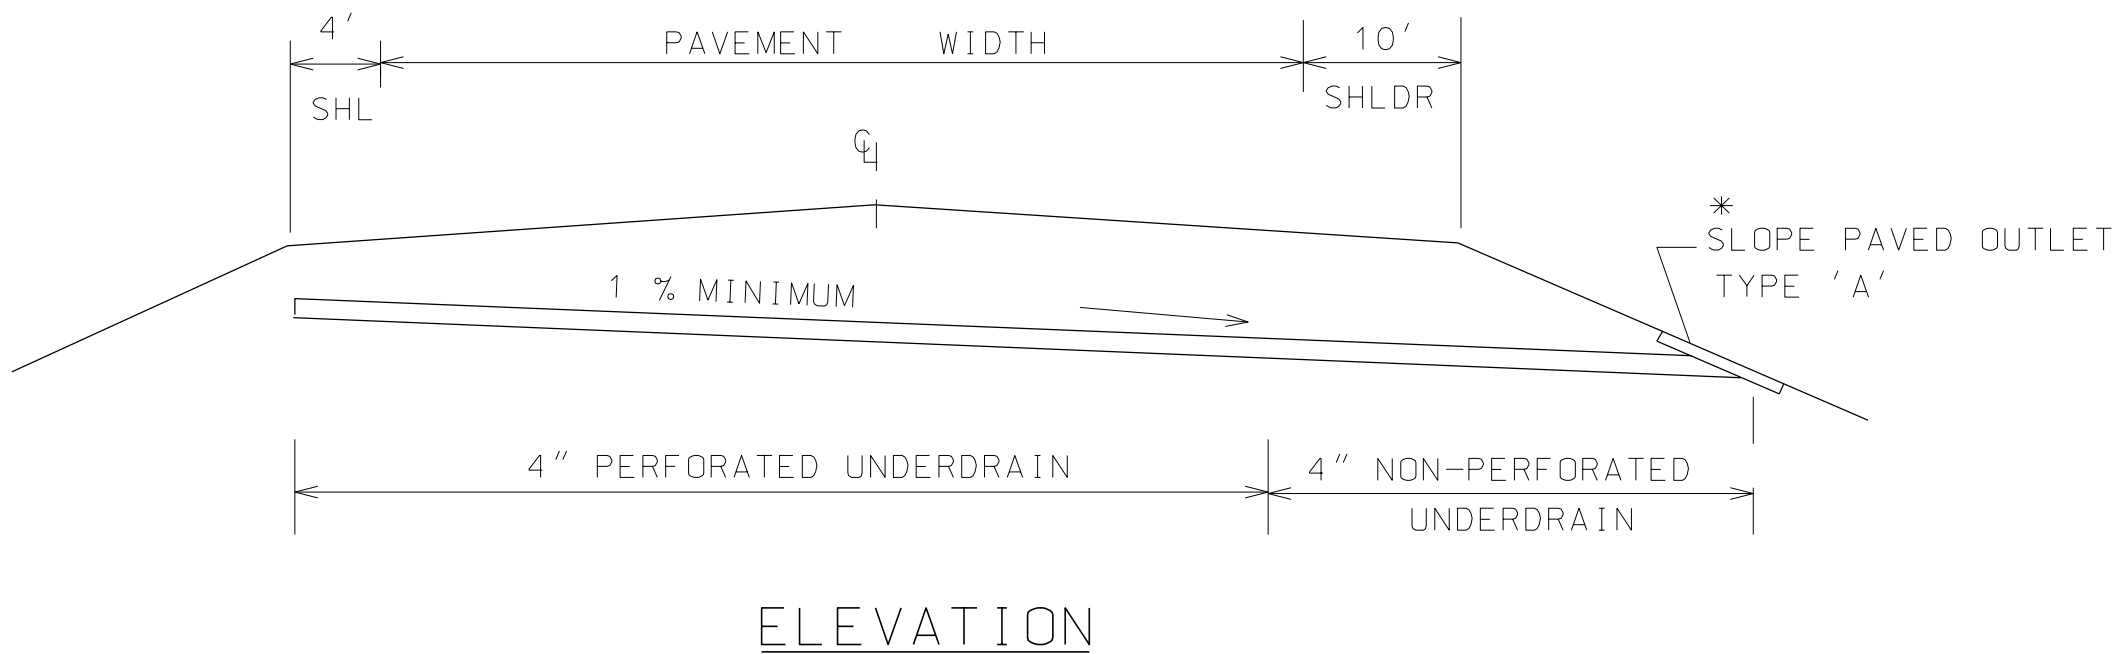 4'
PAVEMENT WIDTH
10'
SHL
SHLDR
℄
*
SLOPE PAVED OUTLET
TYPE 'A'
1 % MINIMUM
4" PERFORATED UNDERDRAIN
4" NON-PERFORATED
UNDERDRAIN
ELEVATION